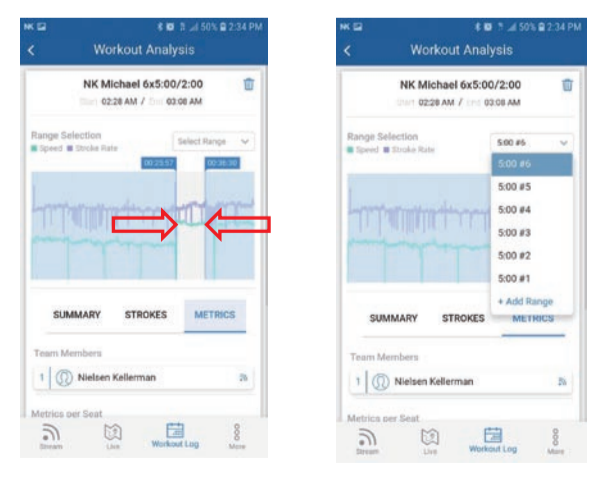 NK 50% 2:34 PM
Workout Analysis
NK Michael 6x5:00/2:00
Start 02:28 AM / End 03:08 AM
Range Selection
Speed Stroke Rate
Select Range
00:23:57 00:36:30
SUMMARY STROKES METRICS
Team Members
1 Nielsen Kellerman
Metrics per Seat
Stream Live Workout Log More
NK 50% 2:34 PM
Workout Analysis
NK Michael 6x5:00/2:00
Start 02:28 AM / End 03:08 AM
Range Selection
Speed Stroke Rate
5:00 #6
5:00 #6
5:00 #5
5:00 #4
5:00 #3
5:00 #2
5:00 #1
+ Add Range
SUMMARY STROKES METRICS
Team Members
1 Nielsen Kellerman
Metrics per Seat
Stream Live Workout Log More